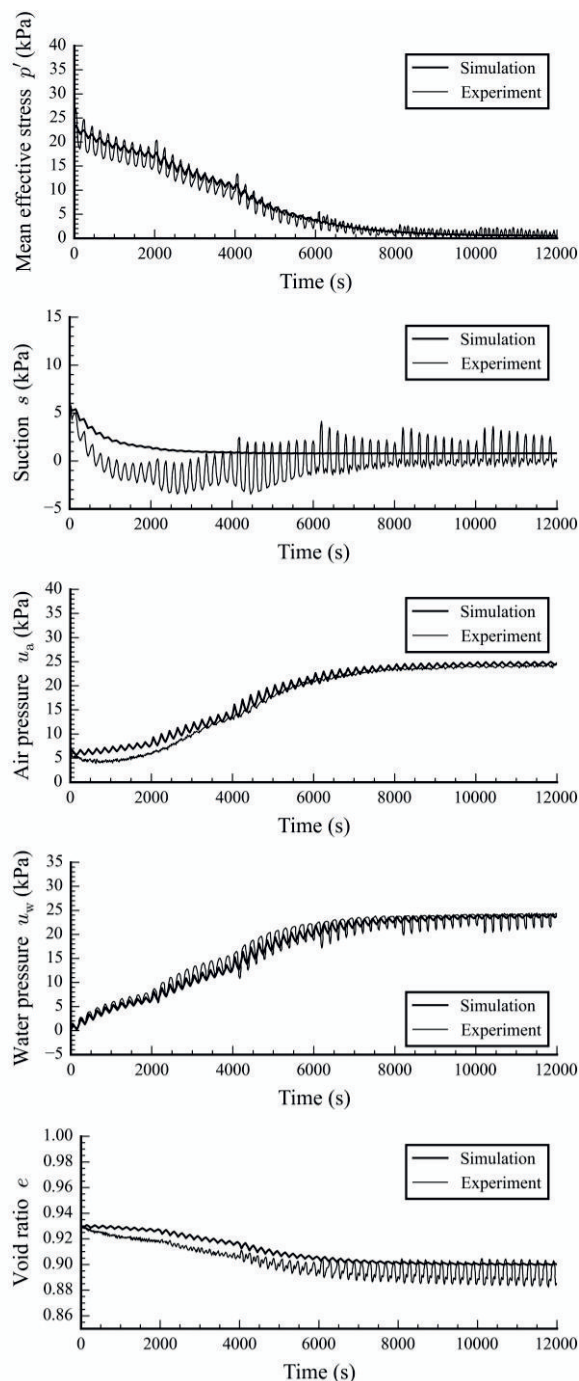 Mean effective stress p′ (kPa)
40
35
30
25
20
15
10
5
0
Simulation
Experiment
0 2000 4000 6000 8000 10000 12000
Time (s)
Suction s (kPa)
15
10
5
0
−5
Simulation
Experiment
0 2000 4000 6000 8000 10000 12000
Time (s)
Air pressure ua (kPa)
40
35
30
25
20
15
10
5
0
Simulation
Experiment
0 2000 4000 6000 8000 10000 12000
Time (s)
Water pressure uw (kPa)
35
30
25
20
15
10
5
0
−5
Simulation
Experiment
0 2000 4000 6000 8000 10000 12000
Time (s)
Void ratio e
1.00
0.98
0.96
0.94
0.92
0.90
0.88
0.86
Simulation
Experiment
0 2000 4000 6000 8000 10000 12000
Time (s)